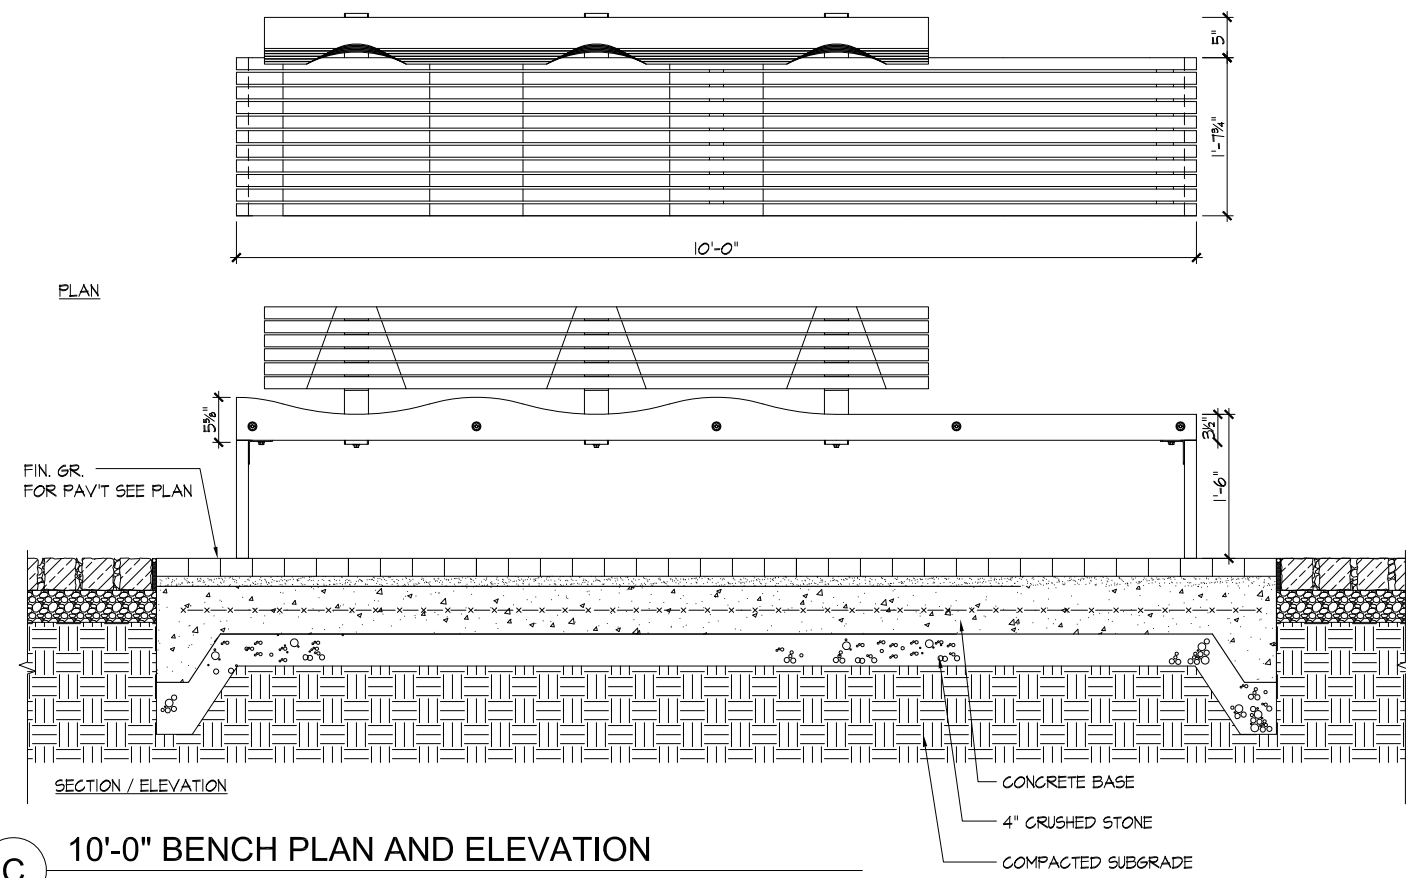 5"
1'-7¾"
10'-0"
PLAN
5⅝"
3½"
1'-6"
FIN. GR.
FOR PAV'T SEE PLAN
SECTION / ELEVATION
CONCRETE BASE
4" CRUSHED STONE
COMPACTED SUBGRADE
C
10'-0" BENCH PLAN AND ELEVATION